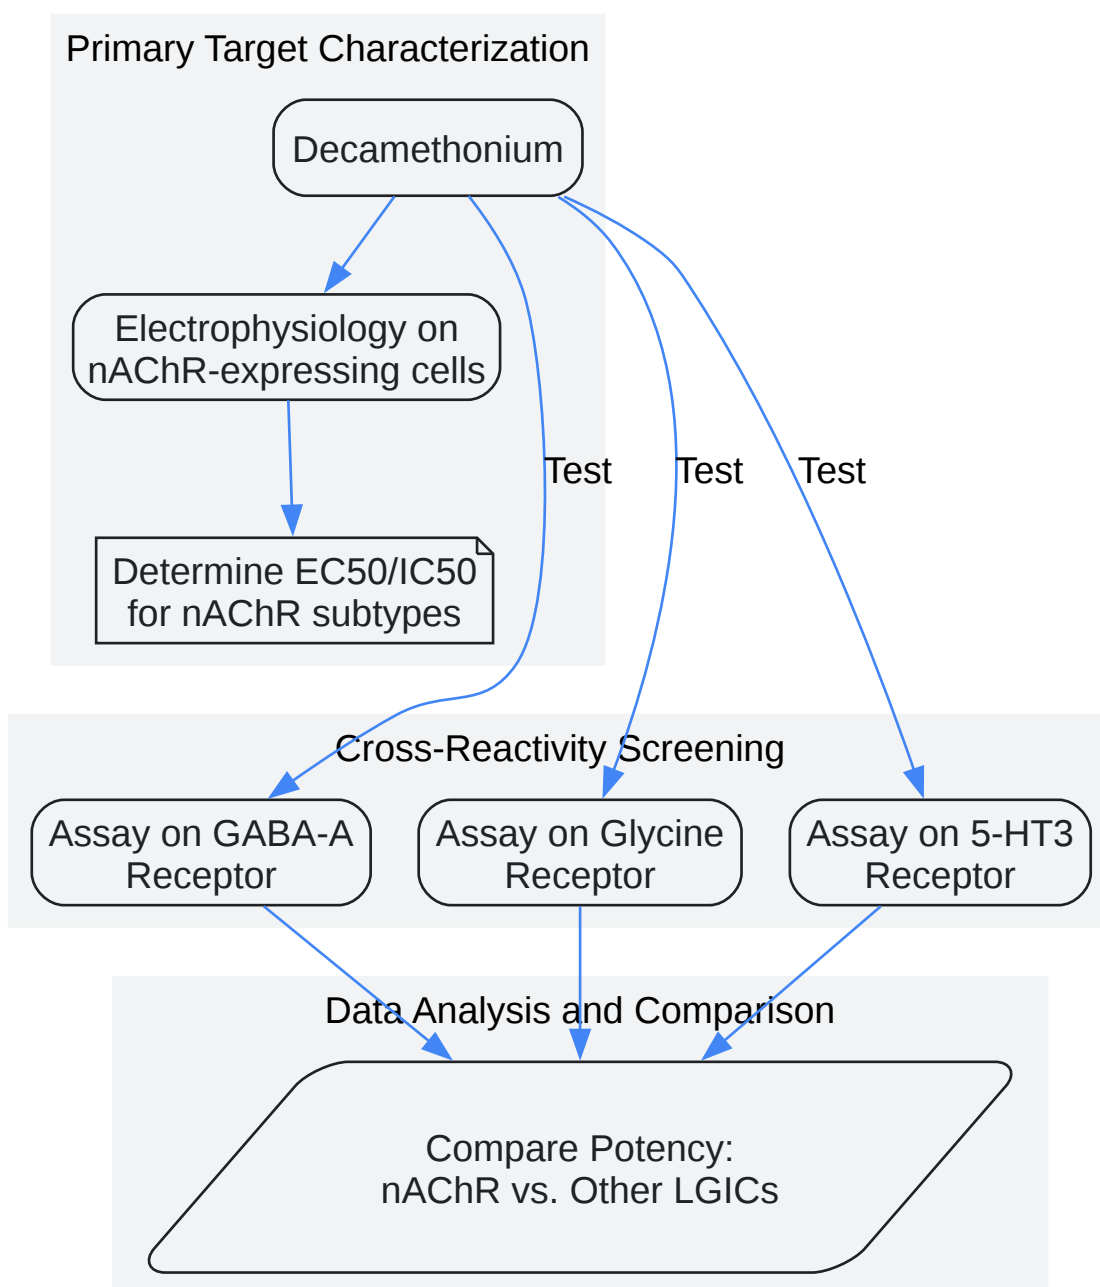 Primary Target Characterization
Decamethonium
Electrophysiology on
nAChR-expressing cells
Test
Test
Test
Determine EC50/IC50
for nAChR subtypes
Cross-Reactivity Screening
Assay on GABA-A
Receptor
Assay on Glycine
Receptor
Assay on 5-HT3
Receptor
Data Analysis and Comparison
Compare Potency:
nAChR vs. Other LGICs